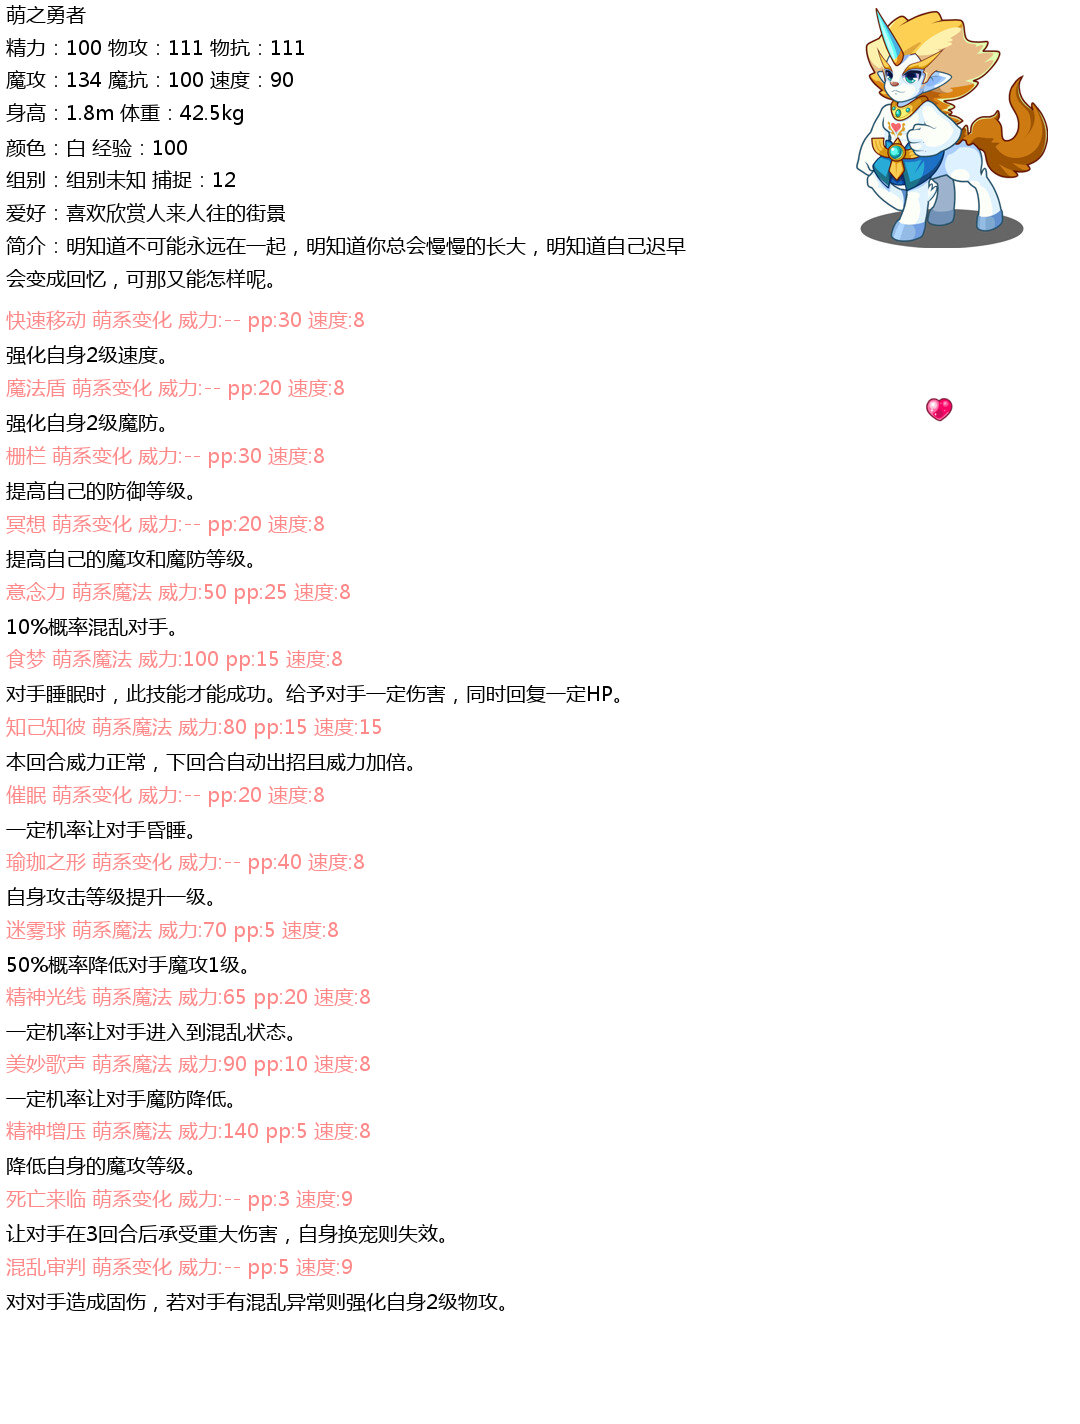 萌之勇者
精力：100 物攻：111 物抗：111
魔攻：134 魔抗：100 速度：90
身高：1.8m 体重：42.5kg
颜色：白 经验：100
组别：组别未知 捕捉：12
爱好：喜欢欣赏人来人往的街景
简介：明知道不可能永远在一起，明知道你总会慢慢的长大，明知道自己迟早
会变成回忆，可那又能怎样呢。
快速移动 萌系变化 威力:-- pp:30 速度:8
强化自身2级速度。
魔法盾 萌系变化 威力:-- pp:20 速度:8
强化自身2级魔防。
栅栏 萌系变化 威力:-- pp:30 速度:8
提高自己的防御等级。
冥想 萌系变化 威力:-- pp:20 速度:8
提高自己的魔攻和魔防等级。
意念力 萌系魔法 威力:50 pp:25 速度:8
10%概率混乱对手。
食梦 萌系魔法 威力:100 pp:15 速度:8
对手睡眠时，此技能才能成功。给予对手一定伤害，同时回复一定HP。
知己知彼 萌系魔法 威力:80 pp:15 速度:15
本回合威力正常，下回合自动出招且威力加倍。
催眠 萌系变化 威力:-- pp:20 速度:8
一定机率让对手昏睡。
瑜珈之形 萌系变化 威力:-- pp:40 速度:8
自身攻击等级提升一级。
迷雾球 萌系魔法 威力:70 pp:5 速度:8
50%概率降低对手魔攻1级。
精神光线 萌系魔法 威力:65 pp:20 速度:8
一定机率让对手进入到混乱状态。
美妙歌声 萌系魔法 威力:90 pp:10 速度:8
一定机率让对手魔防降低。
精神增压 萌系魔法 威力:140 pp:5 速度:8
降低自身的魔攻等级。
死亡来临 萌系变化 威力:-- pp:3 速度:9
让对手在3回合后承受重大伤害，自身换宠则失效。
混乱审判 萌系变化 威力:-- pp:5 速度:9
对对手造成固伤，若对手有混乱异常则强化自身2级物攻。